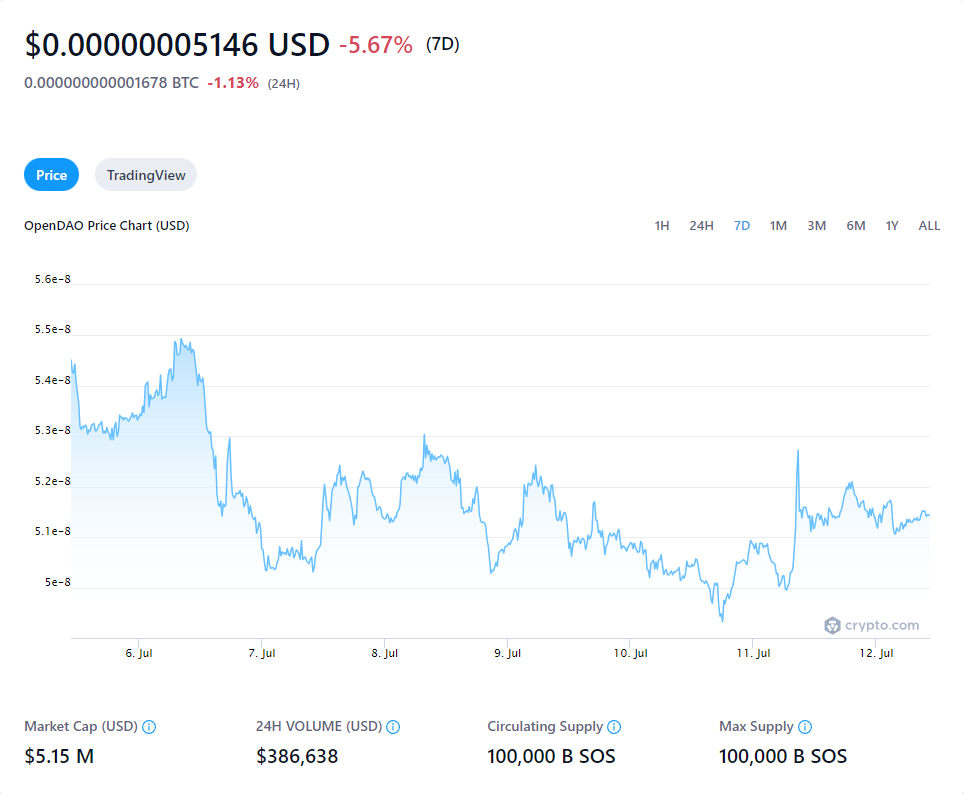 $0.00000005146 USD -5.67% (7D)
0.000000000001678 BTC -1.13% (24H)
Price TradingView
OpenDAO Price Chart (USD) 1H 24H 7D 1M 3M 6M 1Y ALL
5.6e-8
5.5e-8
5.4e-8
5.3e-8
5.2e-8
5.1e-8
5e-8
crypto.com
6. Jul 7. Jul 8. Jul 9. Jul 10. Jul 11. Jul 12. Jul
Market Cap (USD) 24H VOLUME (USD) Circulating Supply Max Supply
$5.15 M $386,638 100,000 B SOS 100,000 B SOS